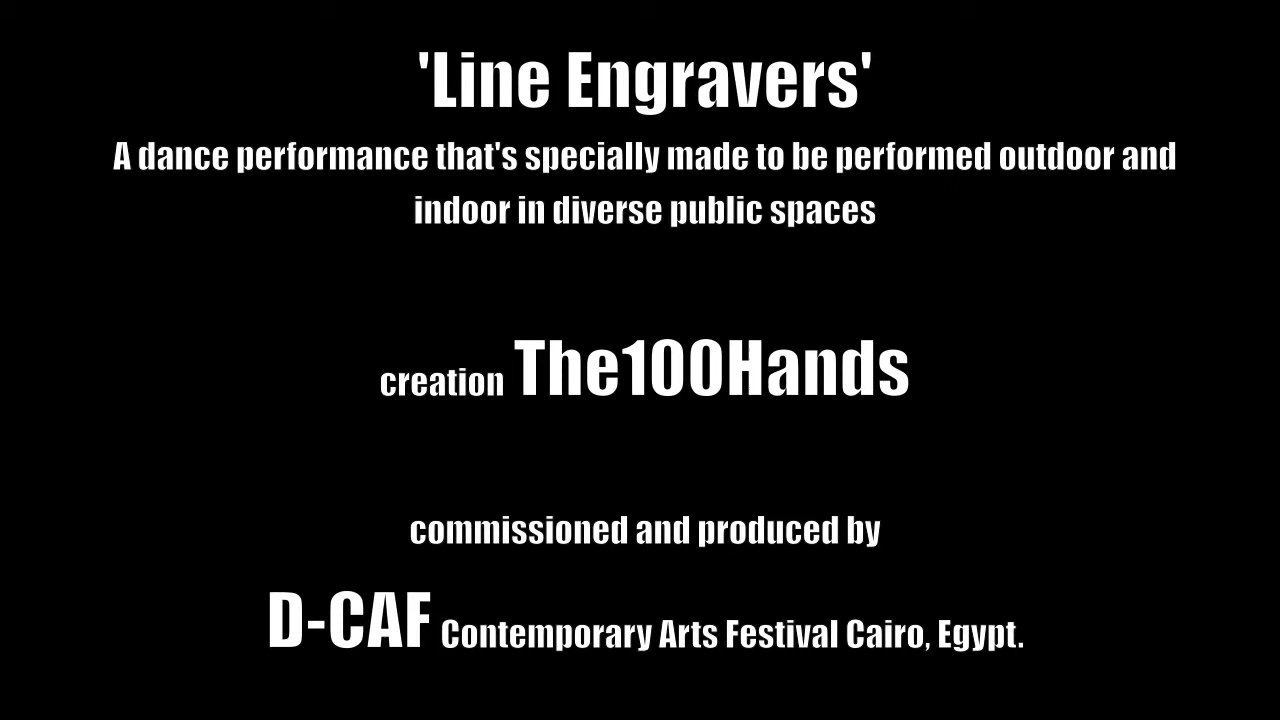 'Line Engravers'
A dance performance that's specially made to be performed outdoor and
indoor in diverse public spaces
creation The100Hands
commissioned and produced by
D-CAF Contemporary Arts Festival Cairo, Egypt.